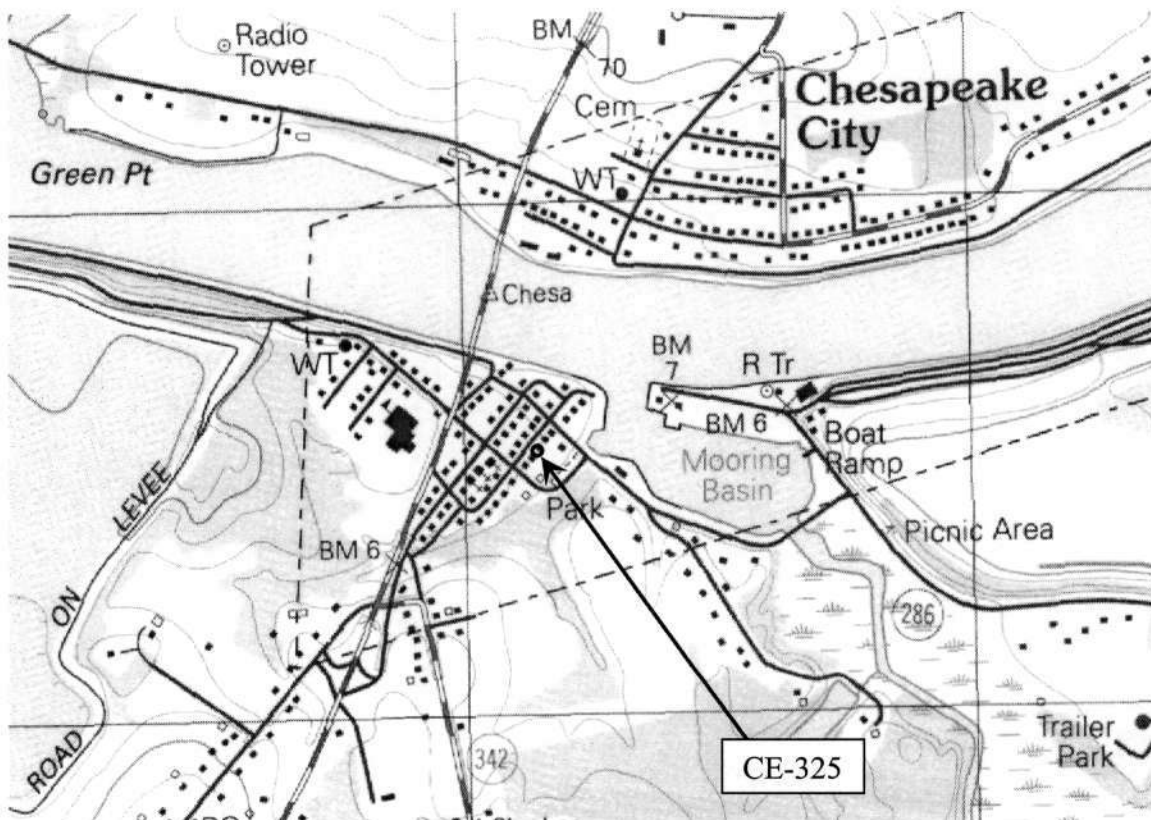 Radio
Tower
BM
70
Chesapeake
City
Cem
Green Pt
WT
Chesa
WT
BM
7
R Tr
BM 6
Boat
Ramp
Mooring
Basin
Park
LEVEE
ON
ROAD
BM 6
Picnic Area
286
342
CE-325
Trailer
Park